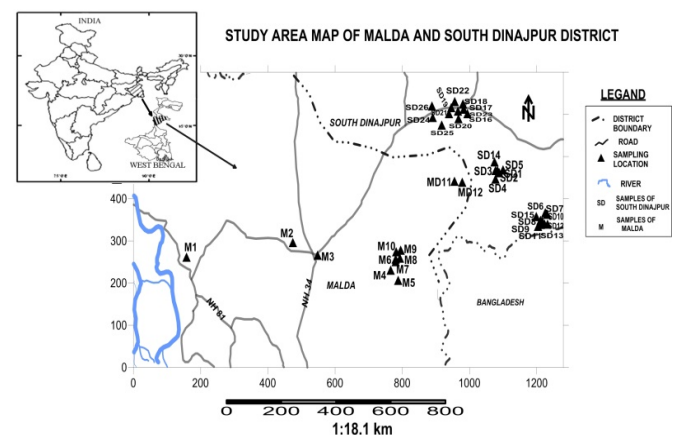 INDIA
WEST BENGAL
STUDY AREA MAP OF MALDA AND SOUTH DINAJPUR DISTRICT
LEGAND
DISTRICT BOUNDARY
ROAD
SAMPLING LOCATION
RIVER
SD SAMPLES OF SOUTH DINAJPUR
M SAMPLES OF MALDA
N
SOUTH DINAJPUR
SD22
SD18
SD26
SD17
SD24
SD16
SD20
SD25
SD14
SD5
SD3
SD2
SD4
MD11
MD12
SD6
SD7
SD15
SD10
SD9
SD13
M1
M2
M3
M10
M9
M6
M8
M7
M4
M5
MALDA
NH 34
NH 81
BANGLADESH
400
300
200
100
0
0 200 400 600 800 1000 1200
0 200 400 600 800
1:18.1 km